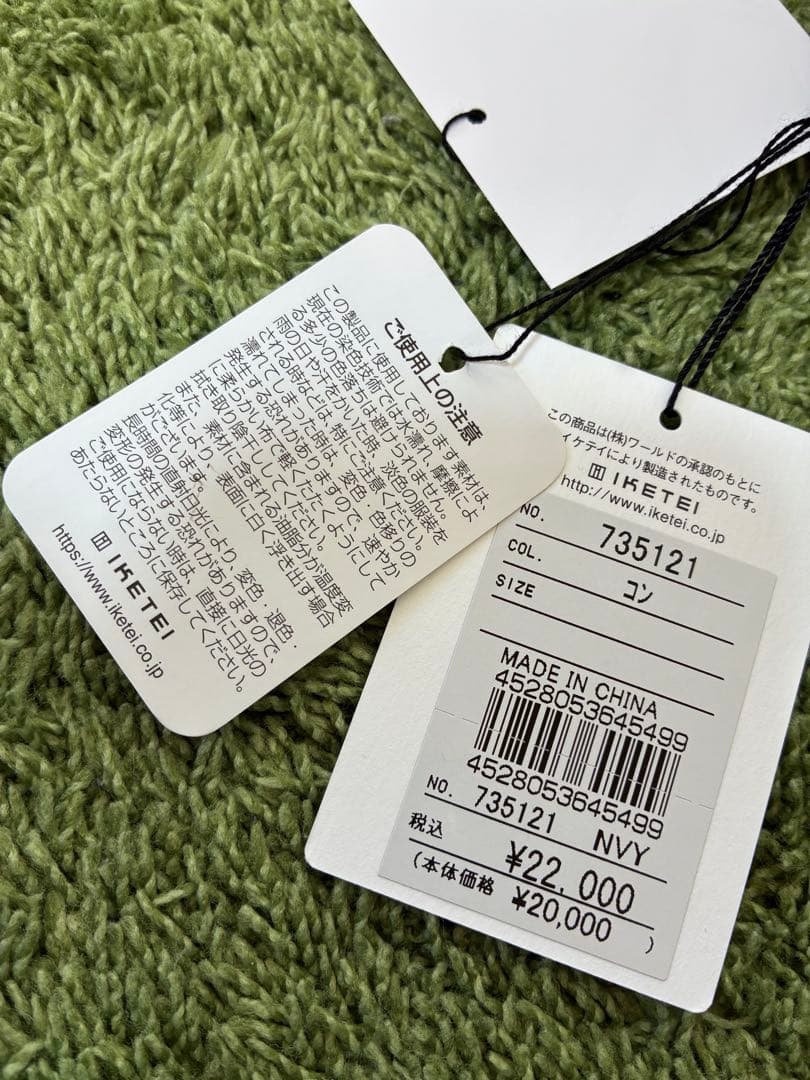 ご使用上の注意
この製品に使用しております素材は、
現在の染色技術では水濡れ、摩擦によ
る多少の色落ちは避けられません。
雨の日や汗をかいた時、淡色の服装を
される時などは、特にご注意ください。
濡れてしまった時は、変色・色移りの
発生する恐れがありますので、速やか
に柔らかい布で軽くたたくようにして
拭き取り陰干ししてください。
また、素材に含まれる油脂分が温度変
化等により、表面に白く浮き出す場合
がございます。
長時間の直射日光により、変色・退色・
変形の発生する恐れがありますので、
ご使用にならない時は、直接に日光の
あたらないところに保存してください。
IKETEI
https://www.iketei.co.jp
この商品は(株)ワールドの承認のもとに
イケテイにより製造されたものです。
IKETEI
http://www.iketei.co.jp
NO. 735121
COL. コン
SIZE
MADE IN CHINA
4528053645499
4528053645499
NO. 735121 NVY
税込 ¥22,000
(本体価格 ¥20,000 )